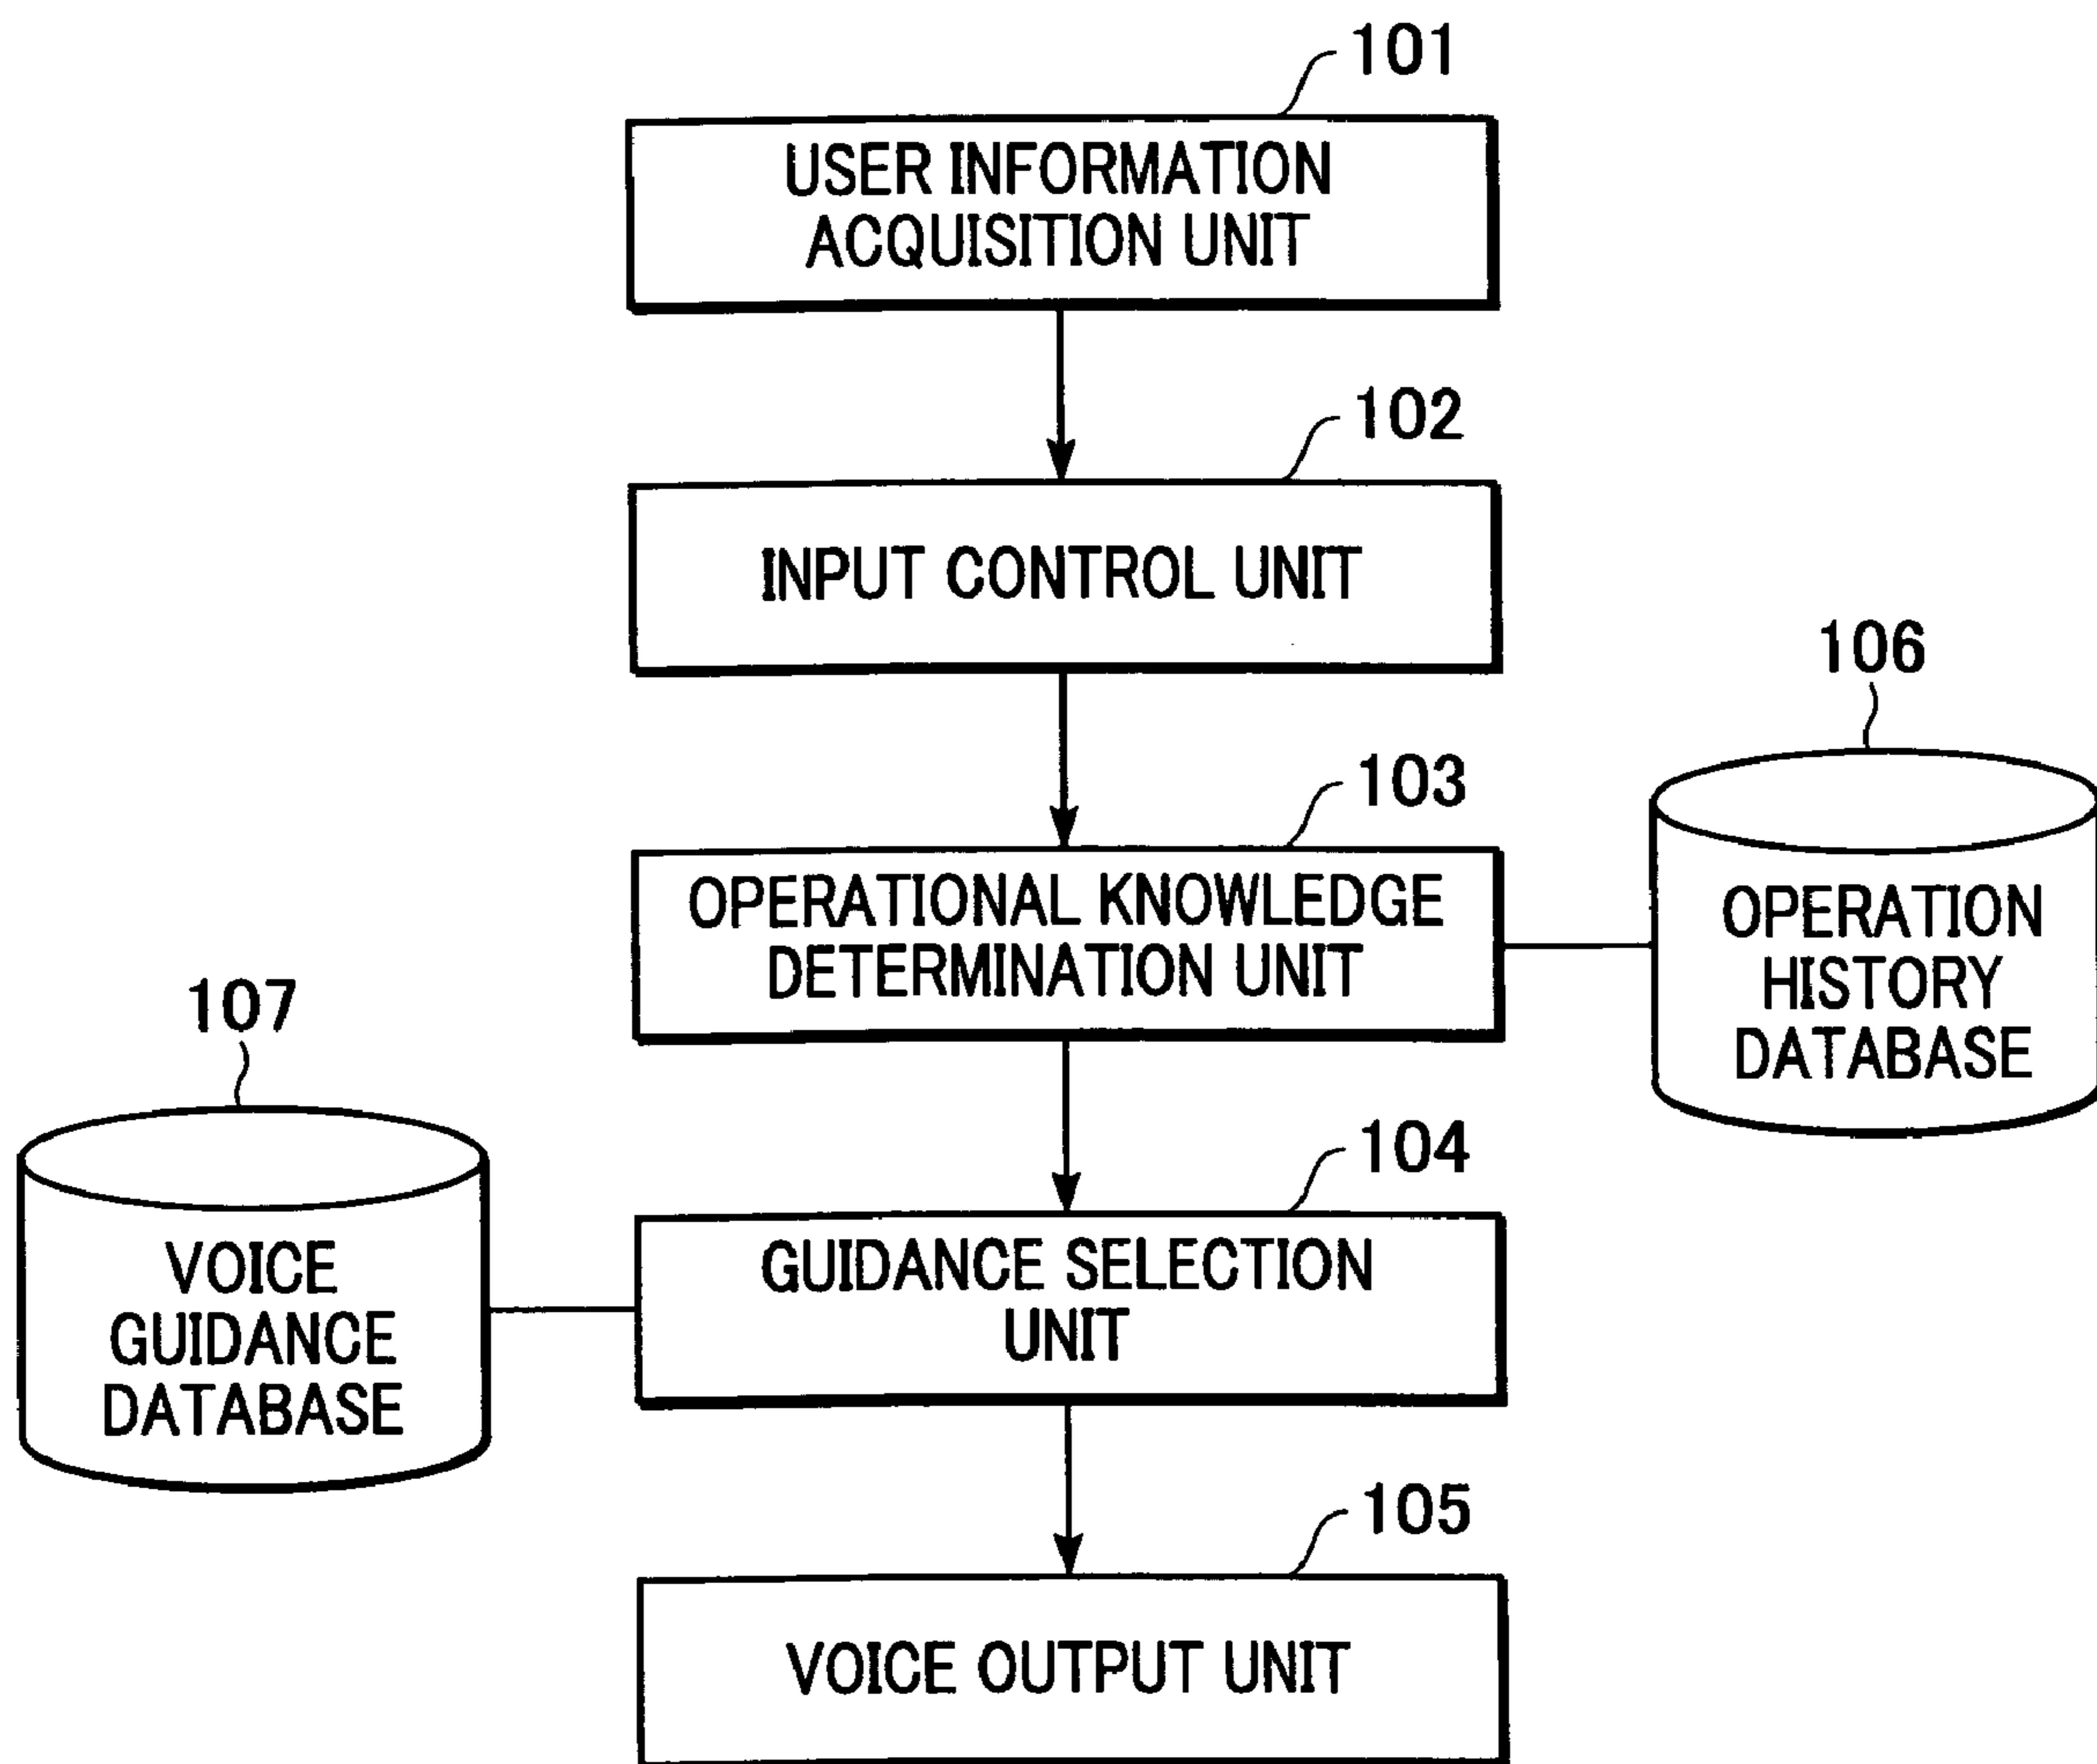 101
USER INFORMATION
ACQUISITION UNIT
102
INPUT CONTROL UNIT
106
103
OPERATIONAL KNOWLEDGE
DETERMINATION UNIT
OPERATION
HISTORY
DATABASE
107
104
GUIDANCE SELECTION
UNIT
VOICE
GUIDANCE
DATABASE
105
VOICE OUTPUT UNIT